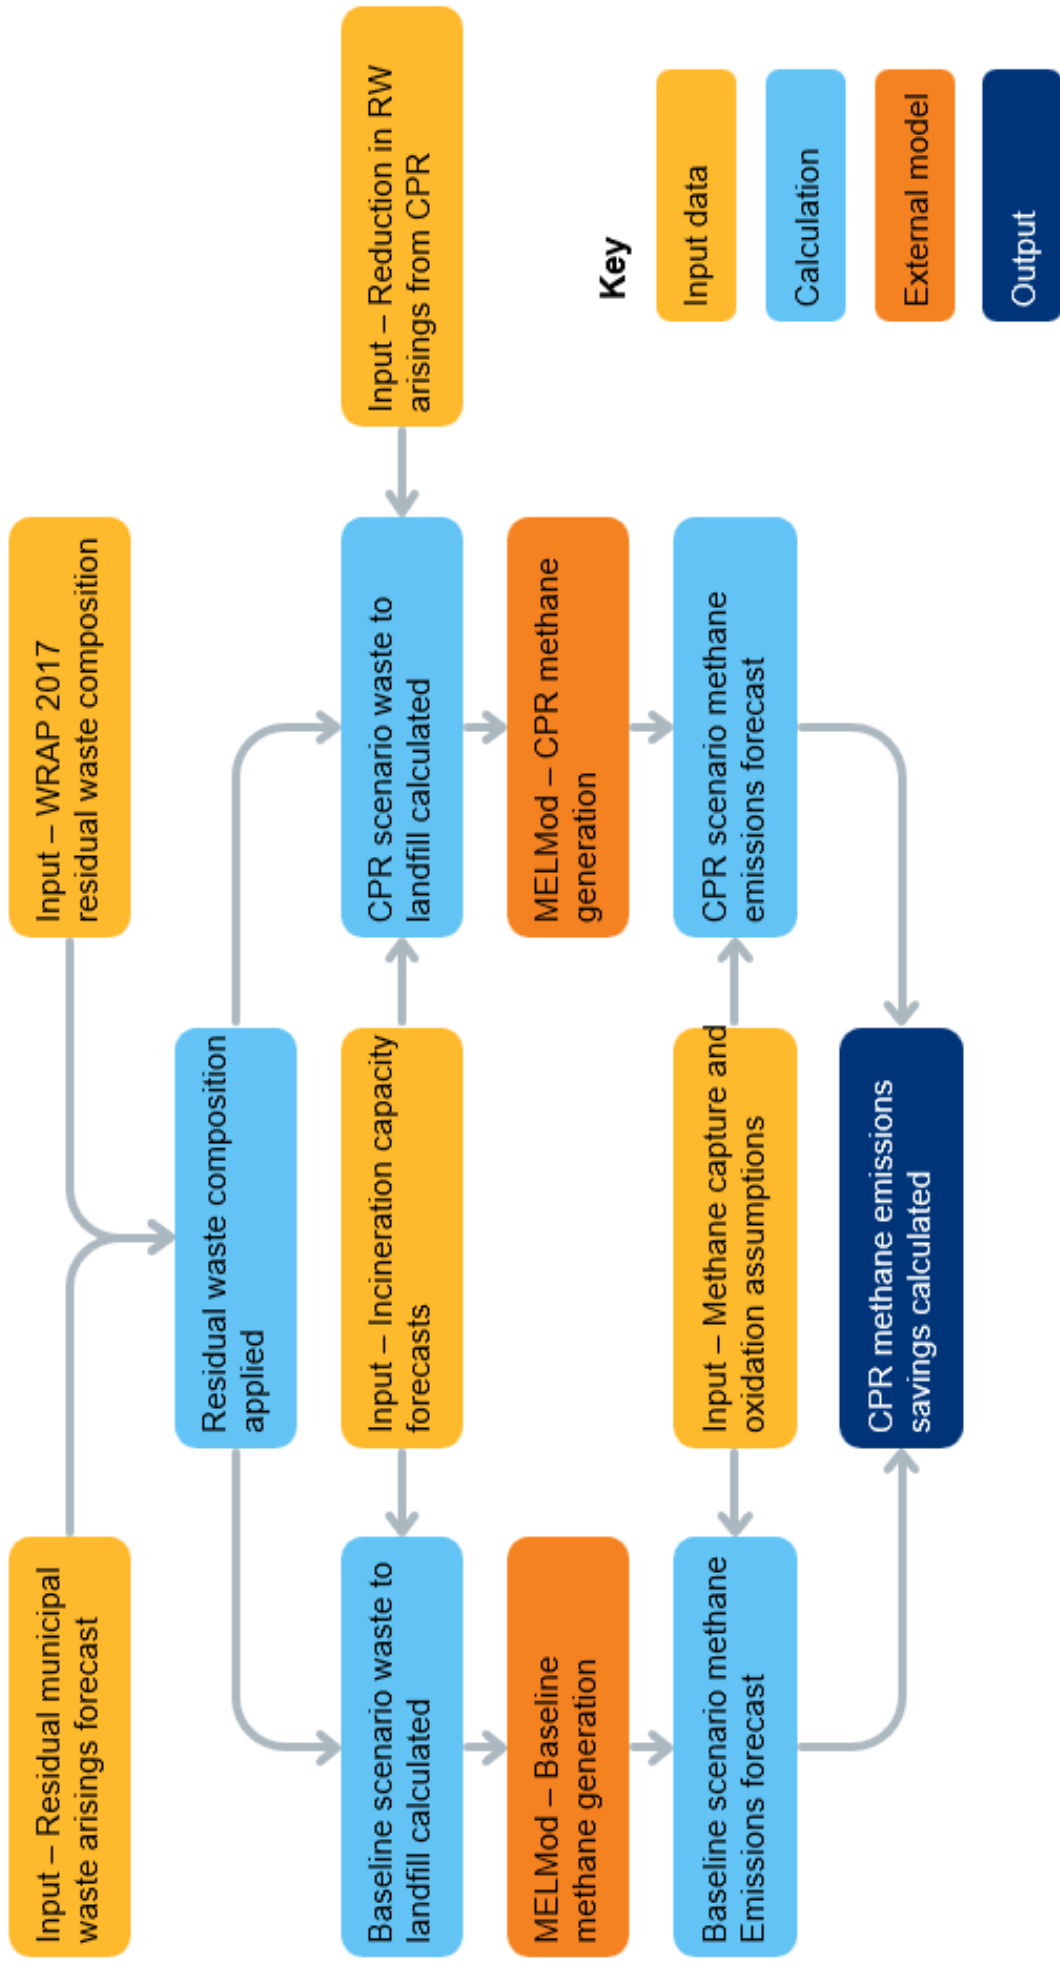 Input – Residual municipal
waste arisings forecast
Input – WRAP 2017
residual waste composition
Residual waste composition
applied
Baseline scenario waste to
landfill calculated
Input – Incineration capacity
forecasts
CPR scenario waste to
landfill calculated
Input – Reduction in RW
arisings from CPR
MELMod – Baseline
methane generation
MELMod – CPR methane
generation
Baseline scenario methane
Emissions forecast
Input – Methane capture and
oxidation assumptions
CPR scenario methane
emissions forecast
CPR methane emissions
savings calculated
Key
Input data
Calculation
External model
Output